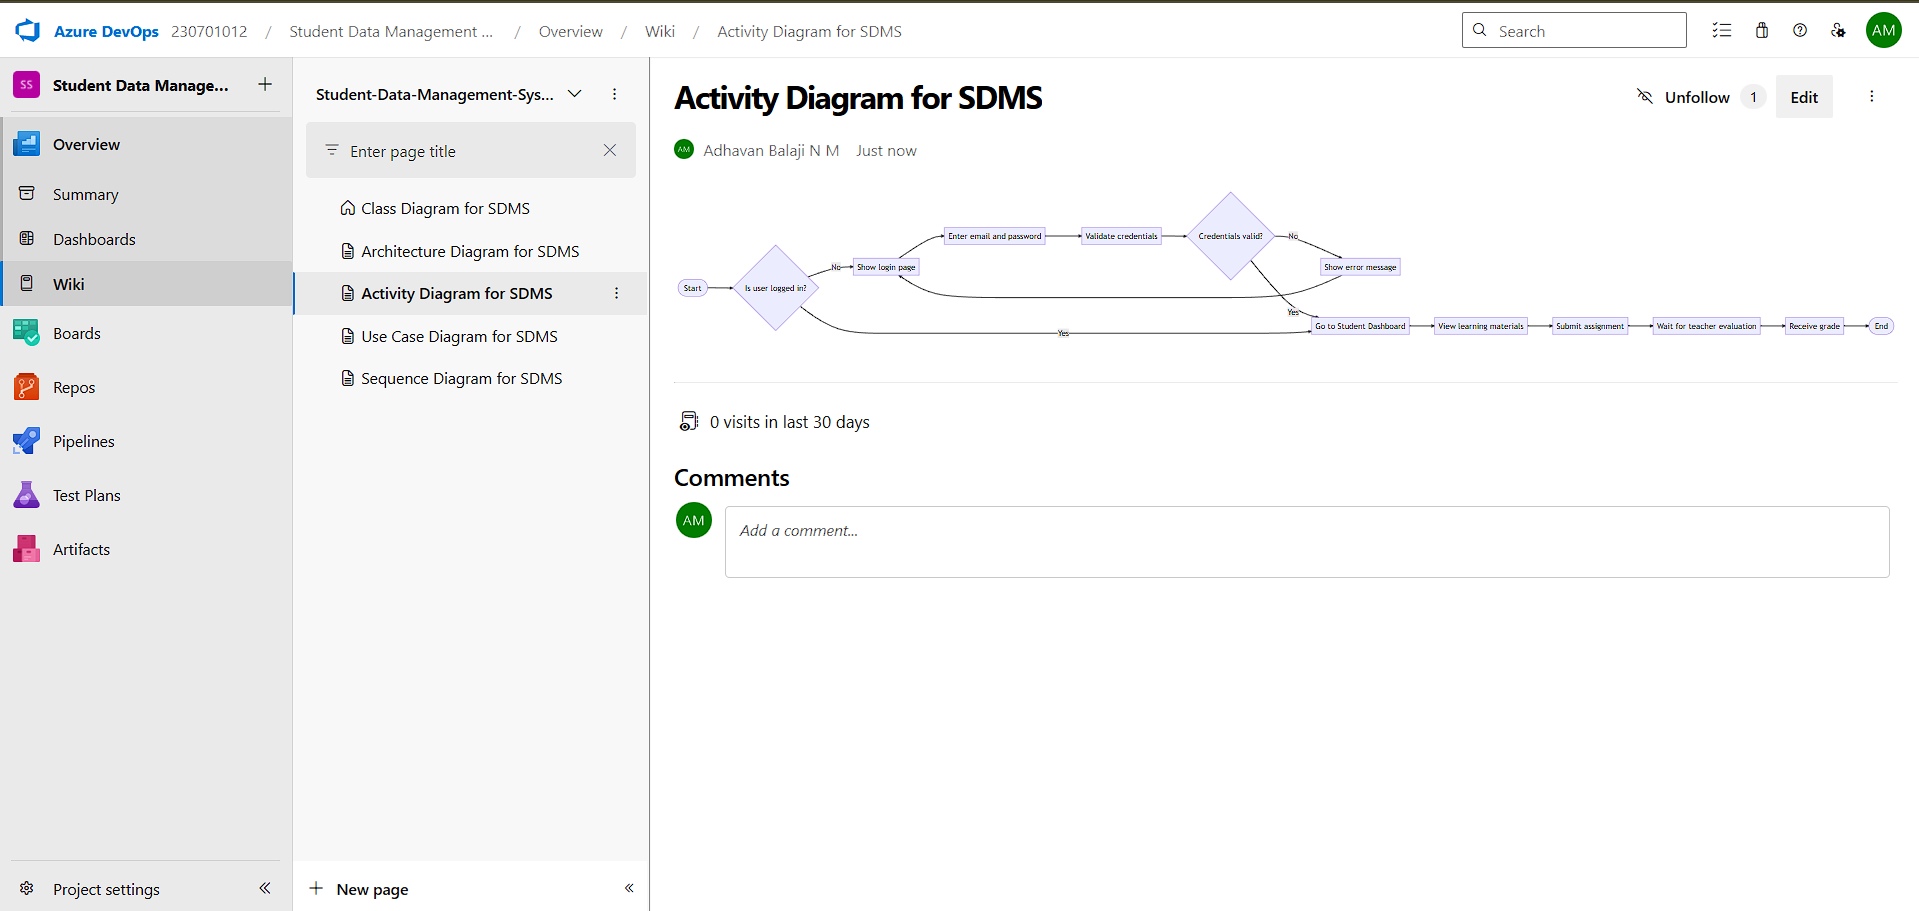 Azure DevOps 230701012 / Student Data Management ... / Overview / Wiki / Activity Diagram for SDMS
Search
AM
SS Student Data Manage...
Overview
Summary
Dashboards
Wiki
Boards
Repos
Pipelines
Test Plans
Artifacts
Project settings
Student-Data-Management-Sys...
Enter page title
Class Diagram for SDMS
Architecture Diagram for SDMS
Activity Diagram for SDMS
Use Case Diagram for SDMS
Sequence Diagram for SDMS
New page
Activity Diagram for SDMS
Unfollow 1 Edit
AM Adhavan Balaji N M Just now
Start
Is user logged in?
No
Show login page
Enter email and password
Validate credentials
Credentials valid?
No
Show error message
Yes
Yes
Go to Student Dashboard
View learning materials
Submit assignment
Wait for teacher evaluation
Receive grade
End
0 visits in last 30 days
Comments
AM
Add a comment...